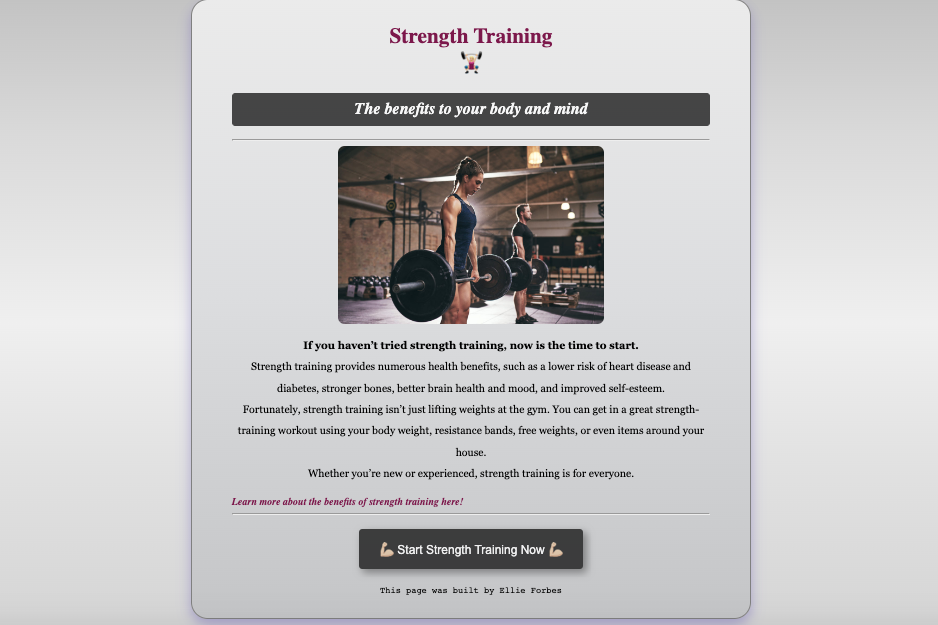 Strength Training
The benefits to your body and mind
If you haven’t tried strength training, now is the time to start.
Strength training provides numerous health benefits, such as a lower risk of heart disease and
diabetes, stronger bones, better brain health and mood, and improved self-esteem.
Fortunately, strength training isn’t just lifting weights at the gym. You can get in a great strength-
training workout using your body weight, resistance bands, free weights, or even items around your
house.
Whether you’re new or experienced, strength training is for everyone.
Learn more about the benefits of strength training here!
💪🏼 Start Strength Training Now 💪🏼
This page was built by Ellie Forbes